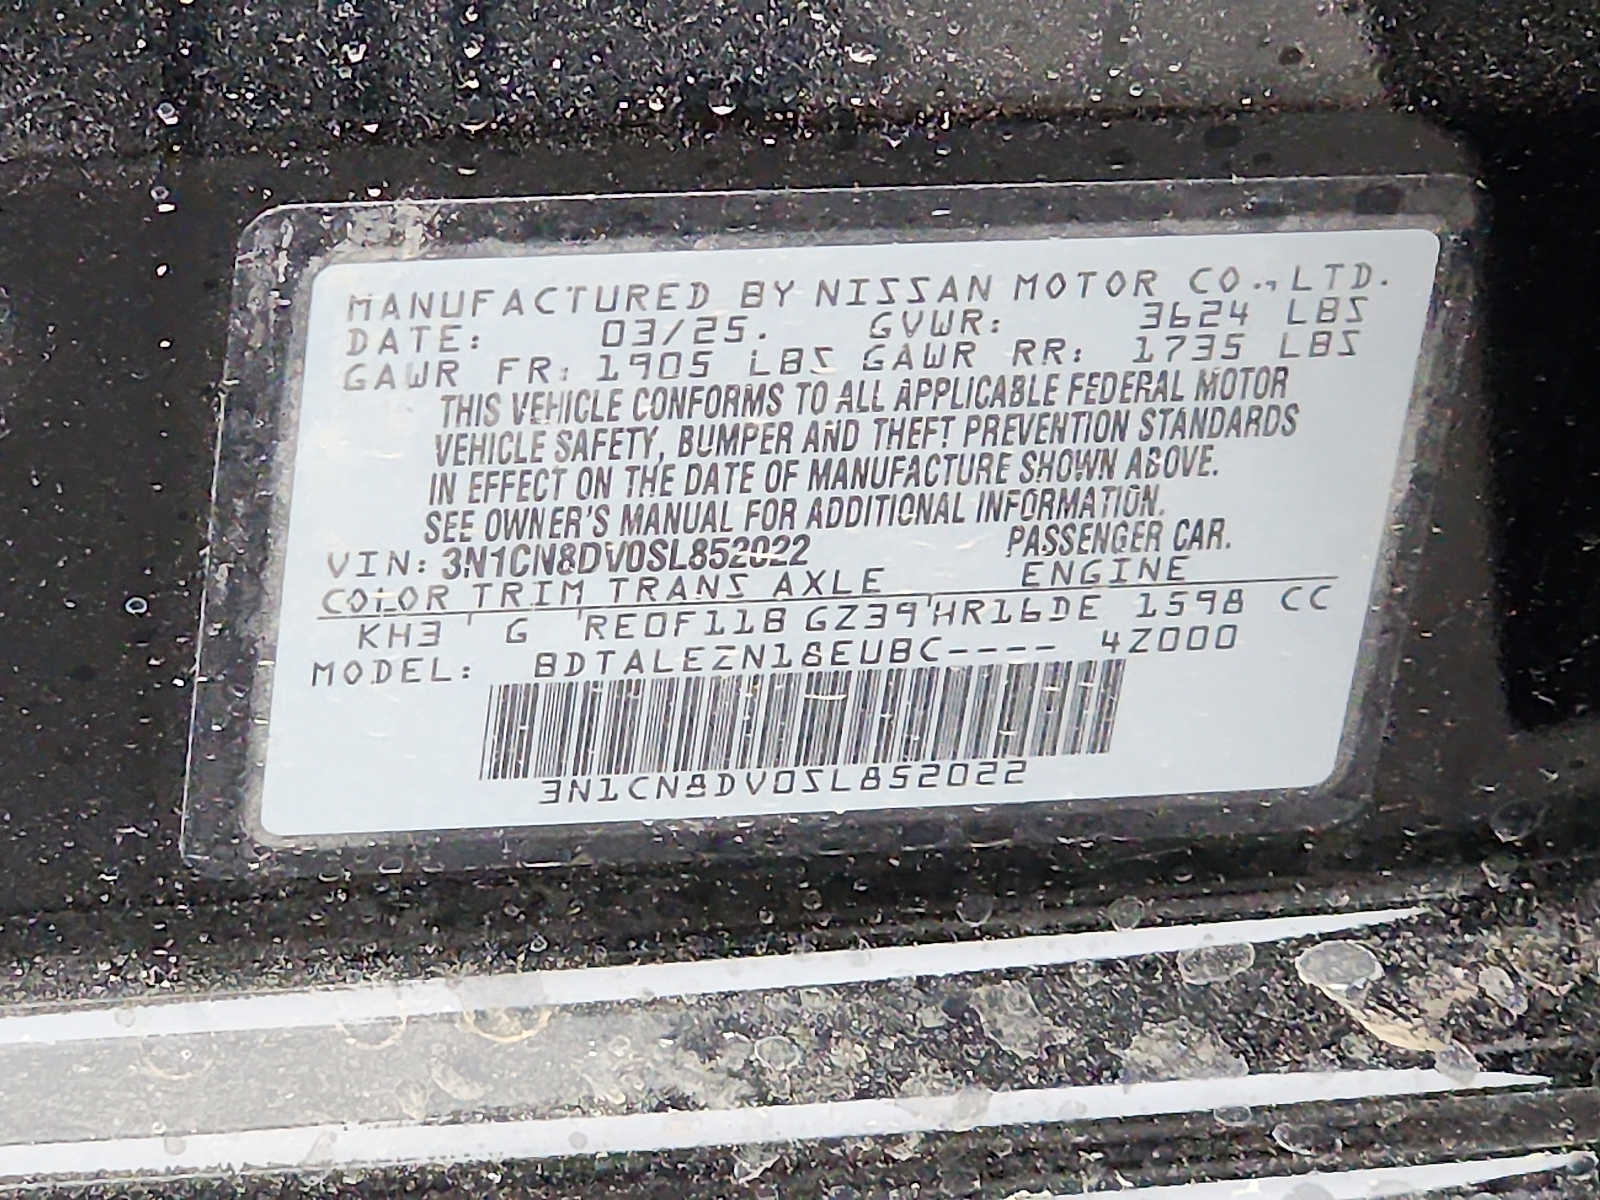 MANUFACTURED BY NISSAN MOTOR CO., LTD.
DATE: 03/25. GVWR: 3624 LBS
GAWR FR: 1905 LBS GAWR RR: 1735 LBS
THIS VEHICLE CONFORMS TO ALL APPLICABLE FEDERAL MOTOR
VEHICLE SAFETY, BUMPER AND THEFT PREVENTION STANDARDS
IN EFFECT ON THE DATE OF MANUFACTURE SHOWN ABOVE.
SEE OWNER'S MANUAL FOR ADDITIONAL INFORMATION.
VIN: 3N1CN8DV0SL852022 PASSENGER CAR.
COLOR TRIM TRANS AXLE ENGINE
KH3 G RE0F11B GZ39 HR16DE 1598 CC
MODEL: BDTALEZN18EUBC---- 4Z000
3N1CN8DV0SL852022